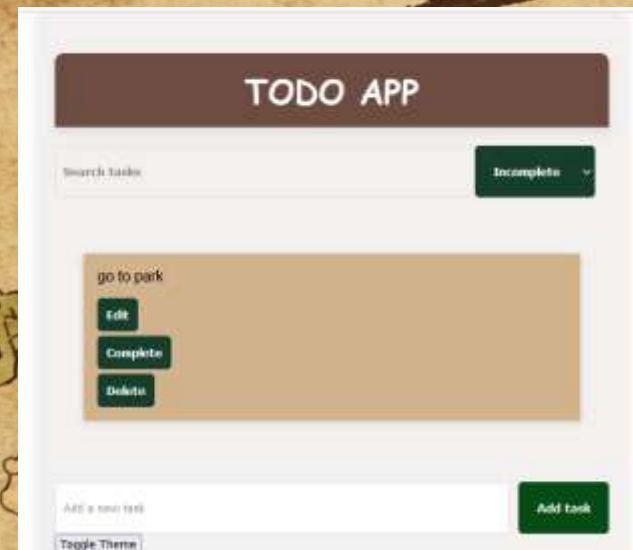 TODO APP
Search tasks
Incomplete
go to park
Edit
Complete
Delete
Add a new task
Add task
Toggle Theme